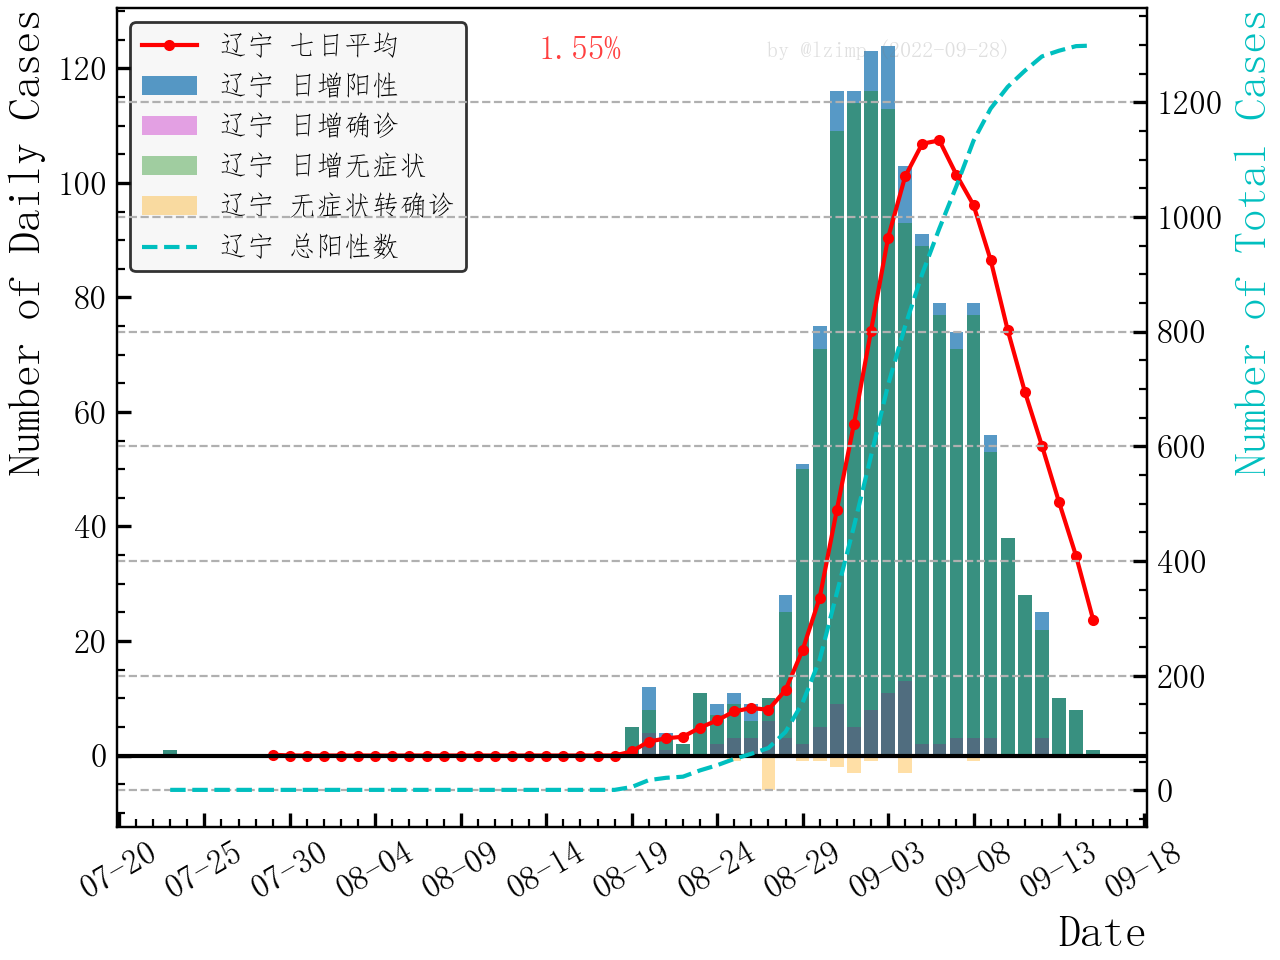 Number of Daily Cases
120
100
80
60
40
20
0
辽宁 七日平均
辽宁 日增阳性
辽宁 日增确诊
辽宁 日增无症状
辽宁 无症状转确诊
辽宁 总阳性数
1.55%
by @lzimp (2022-09-28)
1200
1000
800
600
400
200
0
Number of Total Cases
07-20 07-25 07-30 08-04 08-09 08-14 08-19 08-24 08-29 09-03 09-08 09-13 09-18
Date